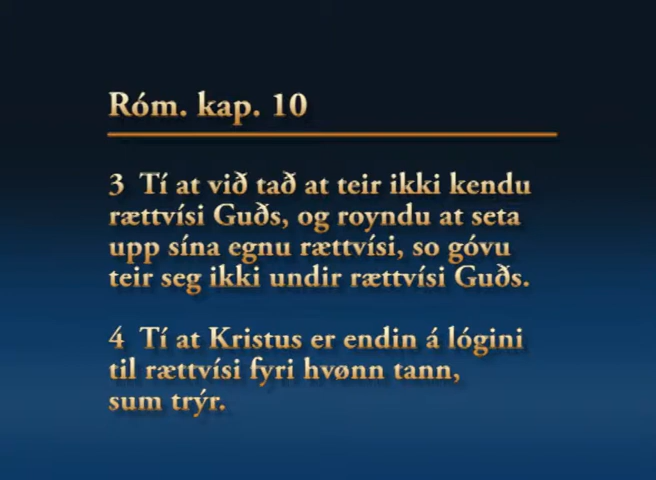 Róm. kap. 10
3 Tí at við tað at teir ikki kendu
rættvísi Guðs, og royndu at seta
upp sína egnu rættvísi, so góvu
teir seg ikki undir rættvísi Guðs.
4 Tí at Kristus er endin á lógini
til rættvísi fyri hvønn tann,
sum trýr.